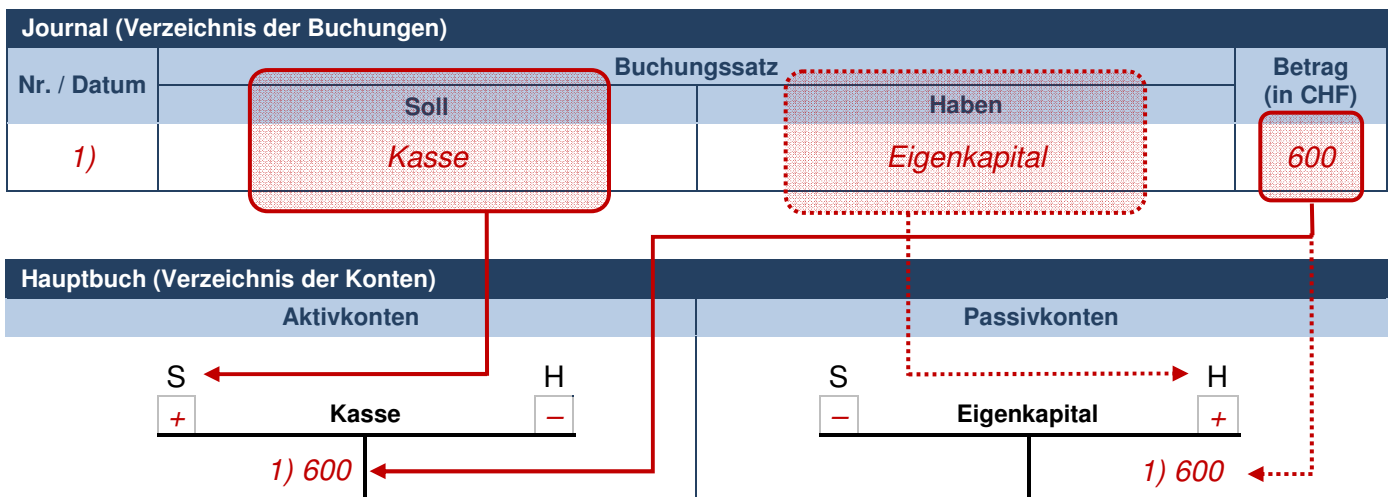 Journal (Verzeichnis der Buchungen)
Nr. / Datum
Buchungssatz
Betrag
(in CHF)
Soll
Haben
1)
Kasse
Eigenkapital
600
Hauptbuch (Verzeichnis der Konten)
Aktivkonten
Passivkonten
S
H
S
H
+
Kasse
–
–
Eigenkapital
+
1) 600
1) 600